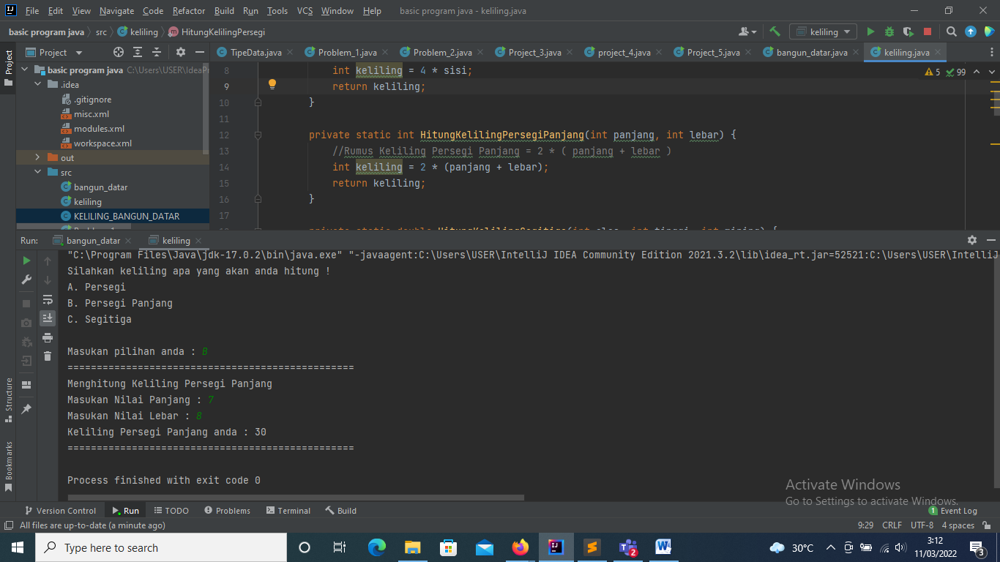 File Edit View Navigate Code Refactor Build Run Tools VCS Window Help basic program java - keliling.java
basic program java src keliling HitungKelilingPersegi keliling
Project TipeData.java Problem_1.java Problem_2.java Project_3.java project_4.java Project_5.java bangun_datar.java keliling.java
Project
basic program java C:\Users\USER\IdeaPr
.idea
.gitignore
misc.xml
modules.xml
workspace.xml
out
src
bangun_datar
keliling
KELILING_BANGUN_DATAR
5 99
8 int keliling = 4 * sisi;
9 return keliling;
10 }
11
12 private static int HitungKelilingPersegiPanjang(int panjang, int lebar) {
13 //Rumus Keliling Persegi Panjang = 2 * ( panjang + lebar )
14 int keliling = 2 * (panjang + lebar);
15 return keliling;
16 }
17
Run: bangun_datar keliling
"C:\Program Files\Java\jdk-17.0.2\bin\java.exe" "-javaagent:C:\Users\USER\IntelliJ IDEA Community Edition 2021.3.2\lib\idea_rt.jar=52521:C:\Users\USER\IntelliJ
Silahkan keliling apa yang akan anda hitung !
A. Persegi
B. Persegi Panjang
C. Segitiga
Masukan pilihan anda : B
=================================================
Menghitung Keliling Persegi Panjang
Masukan Nilai Panjang : 7
Masukan Nilai Lebar : 8
Keliling Persegi Panjang anda : 30
=================================================
Process finished with exit code 0
Structure
Bookmarks
Activate Windows
Go to Settings to activate Windows.
Version Control Run TODO Problems Terminal Build 1 Event Log
All files are up-to-date (a minute ago) 9:29 CRLF UTF-8 4 spaces
Type here to search 2 30°C 3:12
11/03/2022 3